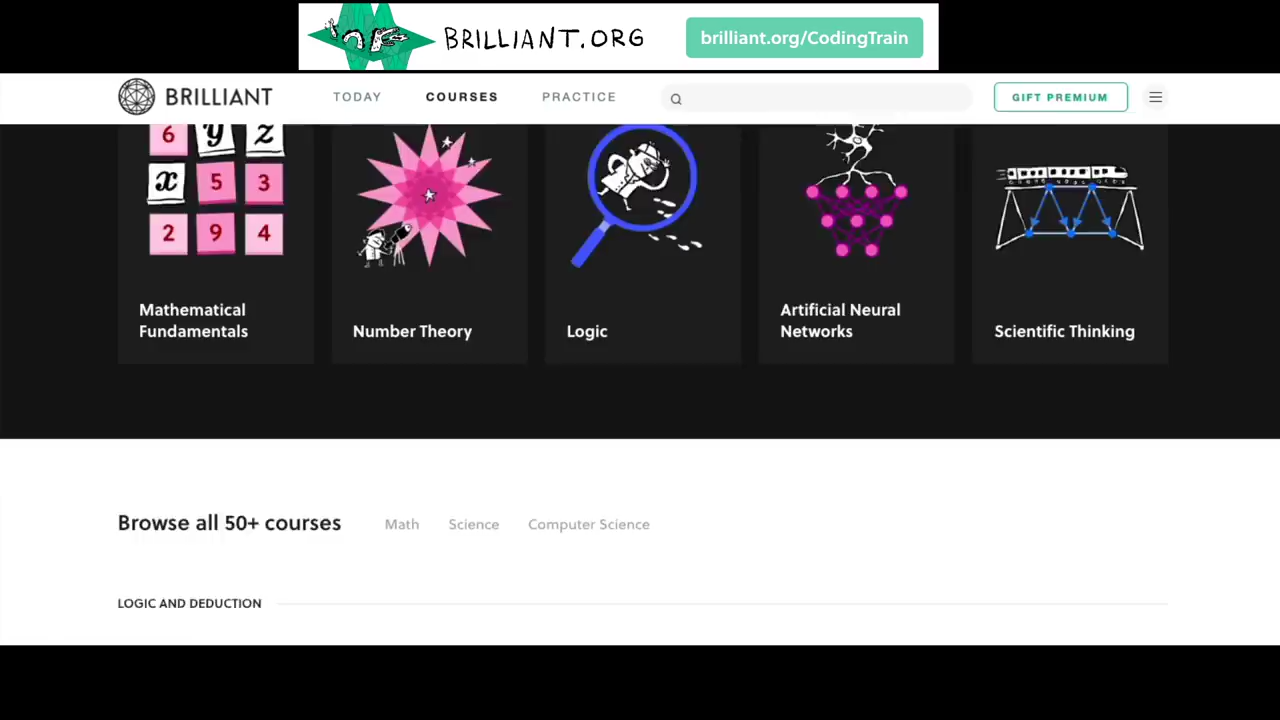 BRILLIANT.ORG
brilliant.org/CodingTrain
BRILLIANT
TODAY
COURSES
PRACTICE
GIFT PREMIUM
6 y z
x 5 3
2 9 4
Mathematical
Fundamentals
Number Theory
Logic
Artificial Neural
Networks
Scientific Thinking
Browse all 50+ courses
Math
Science
Computer Science
LOGIC AND DEDUCTION